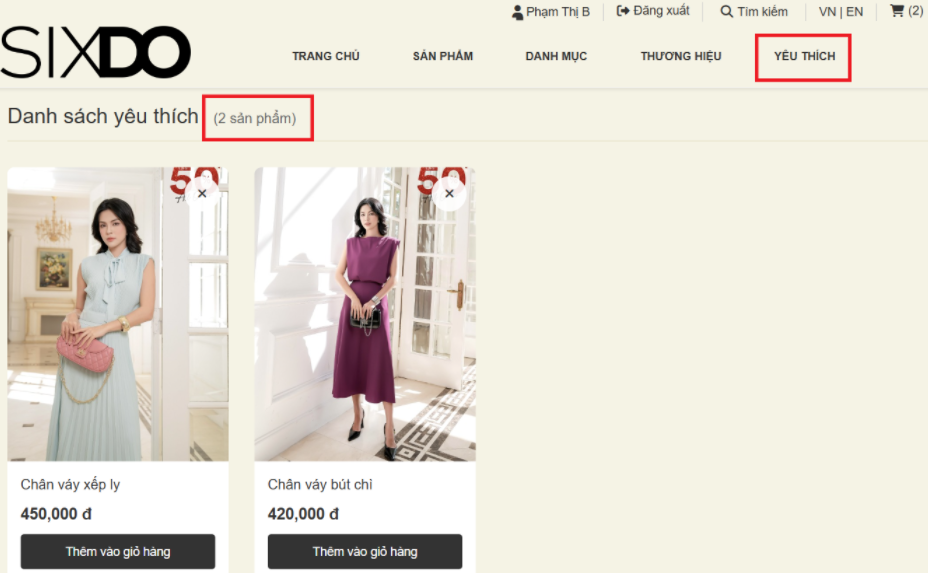 Phạm Thị B Đăng xuất Tìm kiếm VN | EN (2)
SIXDO
TRANG CHỦ SẢN PHẨM DANH MỤC THƯƠNG HIỆU YÊU THÍCH
Danh sách yêu thích (2 sản phẩm)
50 50
Chân váy xếp ly Chân váy bút chì
450,000 đ 420,000 đ
Thêm vào giỏ hàng Thêm vào giỏ hàng